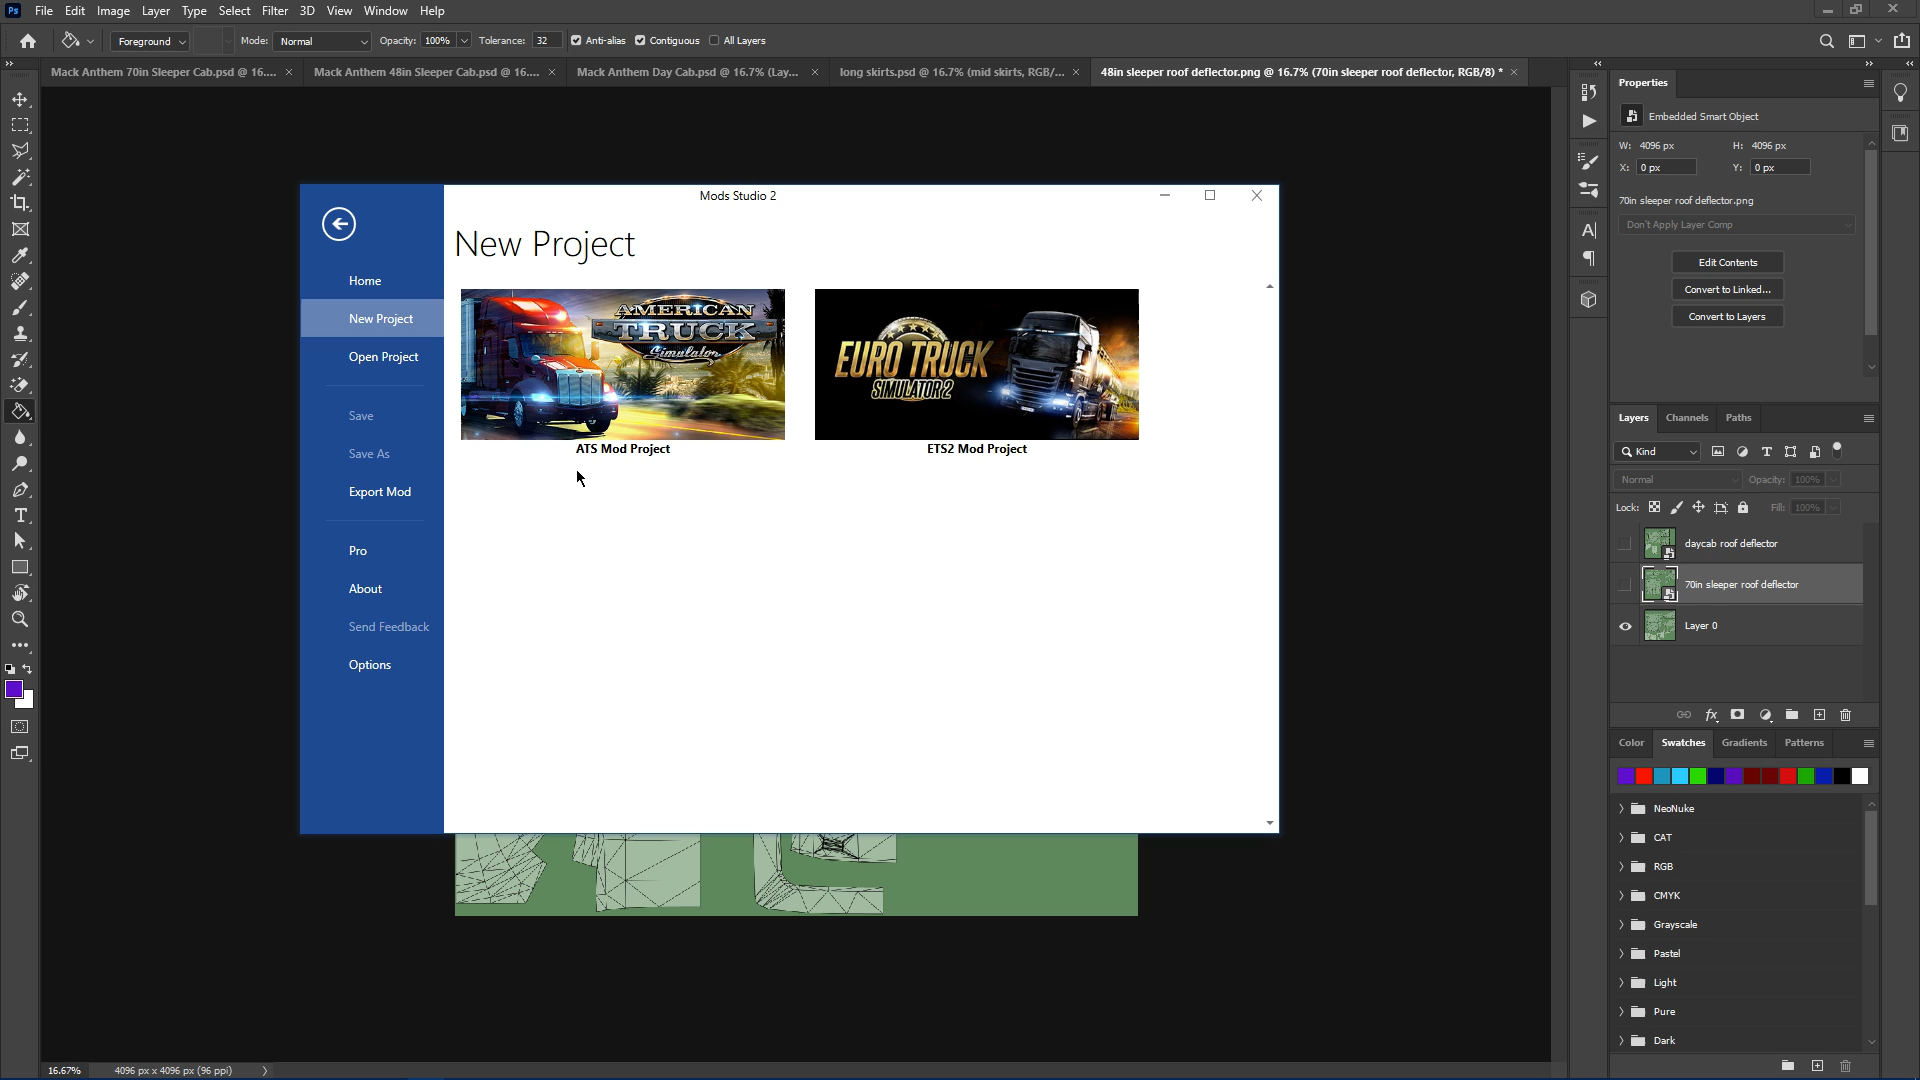 Ps File Edit Image Layer Type Select Filter 3D View Window Help
Foreground Mode: Normal Opacity: 100% Tolerance: 32 Anti-alias Contiguous All Layers
Mack Anthem 70in Sleeper Cab.psd @ 16.... Mack Anthem 48in Sleeper Cab.psd @ 16.... Mack Anthem Day Cab.psd @ 16.7% (Lay... long skirts.psd @ 16.7% (mid skirts, RGB/... 48in sleeper roof deflector.png @ 16.7% (70in sleeper roof deflector, RGB/8) *
Mods Studio 2
New Project
Home
New Project
Open Project
Save
Save As
Export Mod
Pro
About
Send Feedback
Options
AMERICAN
TRUCK
Simulator
ATS Mod Project
EURO TRUCK
SIMULATOR 2
ETS2 Mod Project
Properties
Embedded Smart Object
W: 4096 px H: 4096 px
X: 0 px Y: 0 px
70in sleeper roof deflector.png
Don't Apply Layer Comp
Edit Contents
Convert to Linked...
Convert to Layers
Layers Channels Paths
Kind
Normal Opacity: 100%
Lock: Fill: 100%
daycab roof deflector
70in sleeper roof deflector
Layer 0
Color Swatches Gradients Patterns
NeoNuke
CAT
RGB
CMYK
Grayscale
Pastel
Light
Pure
Dark
16.67% 4096 px x 4096 px (96 ppi)